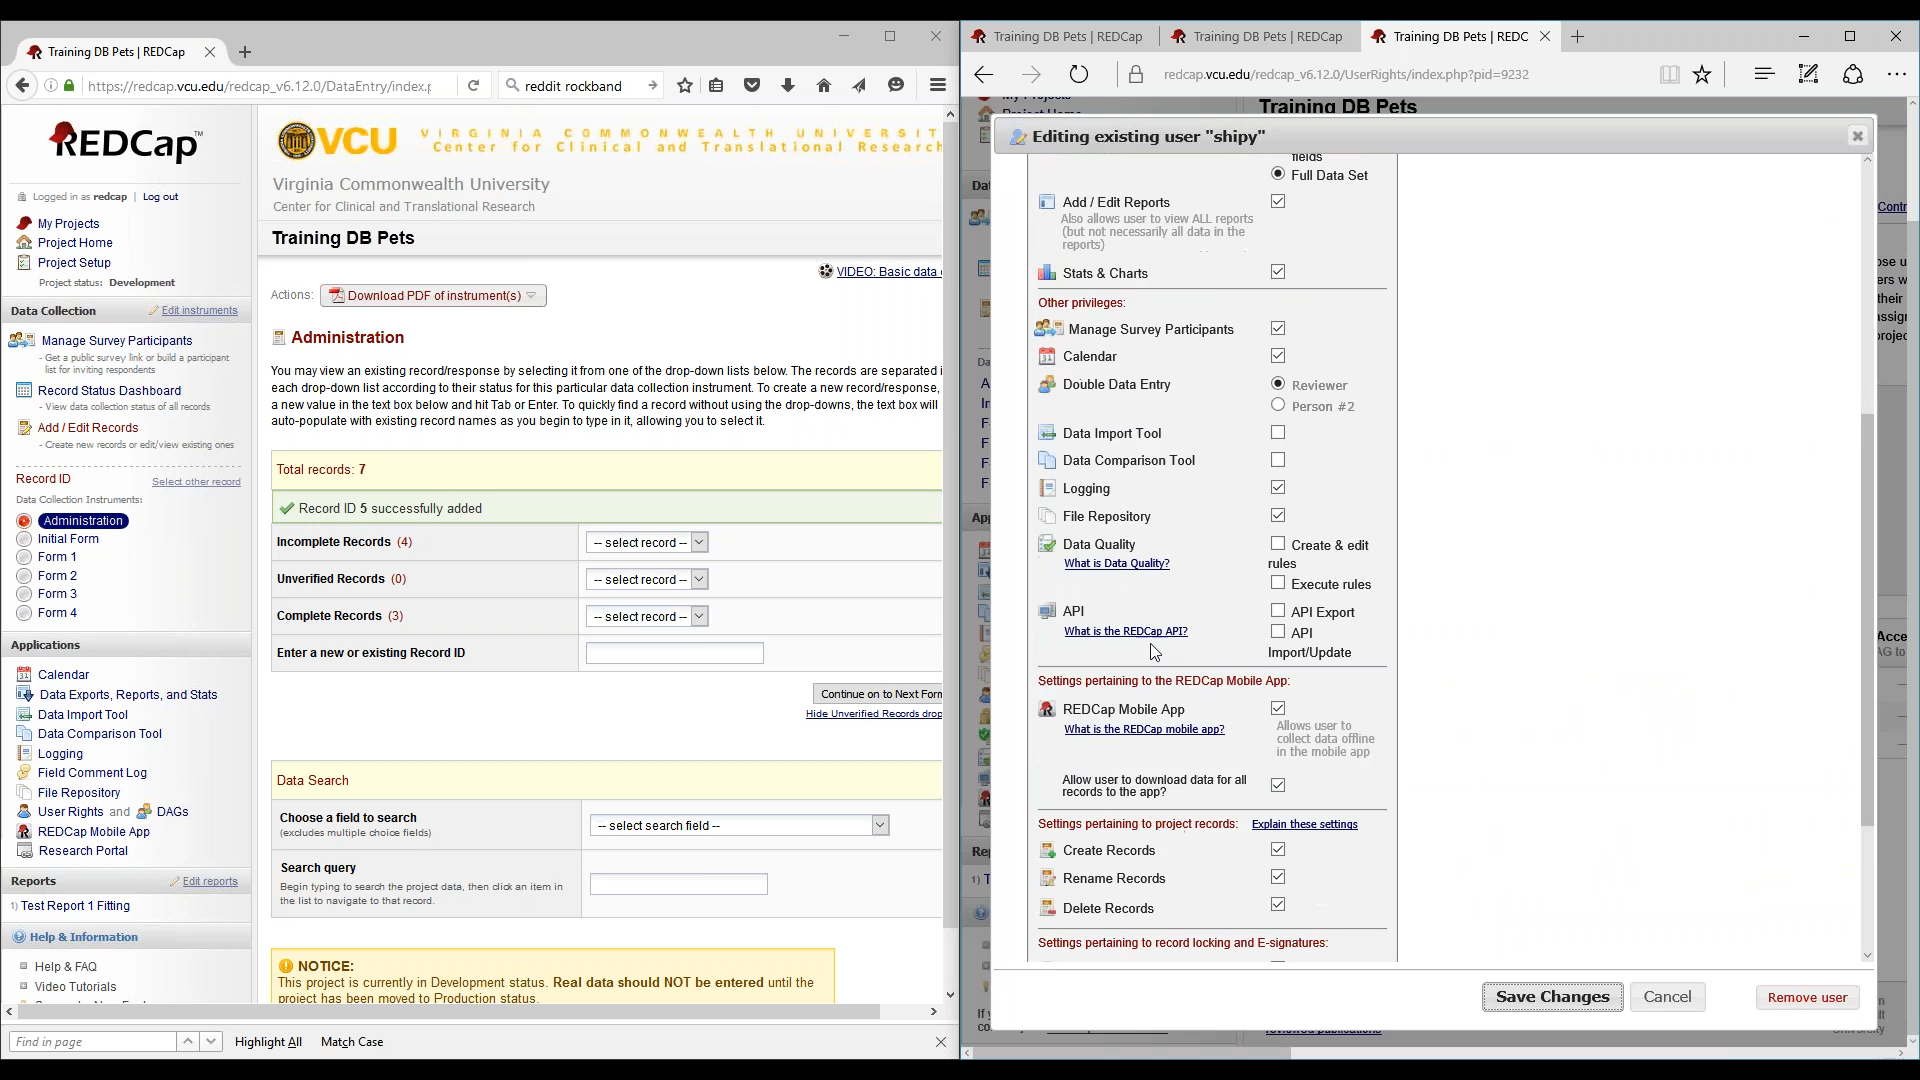 Training DB Pets | REDCap
https://redcap.vcu.edu/redcap_v6.12.0/DataEntry/index.p
reddit rockband
REDCap™
Logged in as redcap | Log out
My Projects
Project Home
Project Setup
Project status: Development
Data Collection
Edit instruments
Manage Survey Participants
- Get a public survey link or build a participant
list for inviting respondents
Record Status Dashboard
- View data collection status of all records
Add / Edit Records
- Create new records or edit/view existing ones
Record ID
Select other record
Data Collection Instruments:
Administration
Initial Form
Form 1
Form 2
Form 3
Form 4
Applications
Calendar
Data Exports, Reports, and Stats
Data Import Tool
Data Comparison Tool
Logging
Field Comment Log
File Repository
User Rights and DAGs
REDCap Mobile App
Research Portal
Reports
Edit reports
1) Test Report 1 Fitting
Help & Information
Help & FAQ
Video Tutorials
VCU VIRGINIA COMMONWEALTH UNIVERSIT
Center for Clinical and Translational Research
Virginia Commonwealth University
Center for Clinical and Translational Research
Training DB Pets
VIDEO: Basic data
Actions: Download PDF of instrument(s)
Administration
You may view an existing record/response by selecting it from one of the drop-down lists below. The records are separated i
each drop-down list according to their status for this particular data collection instrument. To create a new record/response,
a new value in the text box below and hit Tab or Enter. To quickly find a record without using the drop-downs, the text box will
auto-populate with existing record names as you begin to type in it, allowing you to select it.
Total records: 7
Record ID 5 successfully added
Incomplete Records (4) -- select record --
Unverified Records (0) -- select record --
Complete Records (3) -- select record --
Enter a new or existing Record ID
Continue on to Next Form
Hide Unverified Records drop
Data Search
Choose a field to search
(excludes multiple choice fields)
-- select search field --
Search query
Begin typing to search the project data, then click an item in
the list to navigate to that record.
NOTICE:
This project is currently in Development status. Real data should NOT be entered until the
project has been moved to Production status.
Find in page
Highlight All
Match Case
Training DB Pets | REDCap
Training DB Pets | REDCap
Training DB Pets | REDC
redcap.vcu.edu/redcap_v6.12.0/UserRights/index.php?pid=9232
Training DB Pets
Editing existing user "shipy"
fields
Full Data Set
Add / Edit Reports
Also allows user to view ALL reports
(but not necessarily all data in the
reports)
Stats & Charts
Other privileges:
Manage Survey Participants
Calendar
Double Data Entry
Reviewer
Person #2
Data Import Tool
Data Comparison Tool
Logging
File Repository
Data Quality
What is Data Quality?
Create & edit
rules
Execute rules
API
What is the REDCap API?
API Export
API
Import/Update
Settings pertaining to the REDCap Mobile App:
REDCap Mobile App
What is the REDCap mobile app?
Allows user to
collect data offline
in the mobile app
Allow user to download data for all
records to the app?
Settings pertaining to project records: Explain these settings
Create Records
Rename Records
Delete Records
Settings pertaining to record locking and E-signatures:
Save Changes
Cancel
Remove user